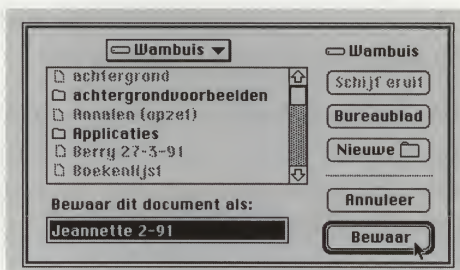 Wambuis
Wambuis
achtergrond
achtergrondvoorbeelden
Annalen (opzet)
Applicaties
Berry 27-3-91
Boekenlijst
Schijf eruit
Bureaublad
Nieuwe
Bewaar dit document als:
Jeannette 2-91
Annuleer
Bewaar